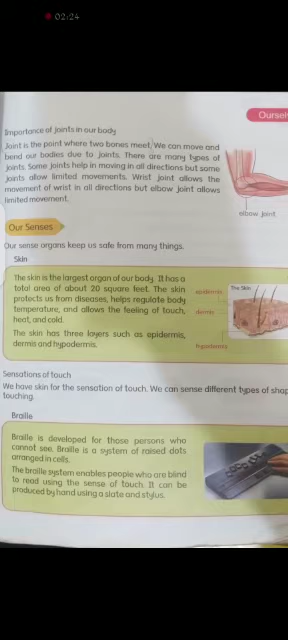 02:24
Oursel
Importance of joints in our body
Joint is the point where two bones meet. We can move and
bend our bodies due to joints. There are many types of
joints. Some joints help in moving in all directions but some
joints allow limited movements. Wrist joint allows the
movement of wrist in all directions but elbow joint allows
limited movement.
elbow joint
Our Senses
Our sense organs keep us safe from many things.
Skin
The skin is the largest organ of our body. It has a
total area of about 20 square feet. The skin
protects us from diseases, helps regulate body
temperature, and allows the feeling of touch,
heat, and cold.
The skin has three layers such as epidermis,
dermis and hypodermis.
The Skin
epidermis
dermis
hypodermis
Sensations of touch
We have skin for the sensation of touch. We can sense different types of shap
touching.
Braille
Braille is developed for those persons who
cannot see. Braille is a system of raised dots
arranged in cells.
The braille system enables people who are blind
to read using the sense of touch. It can be
produced by hand using a slate and stylus.